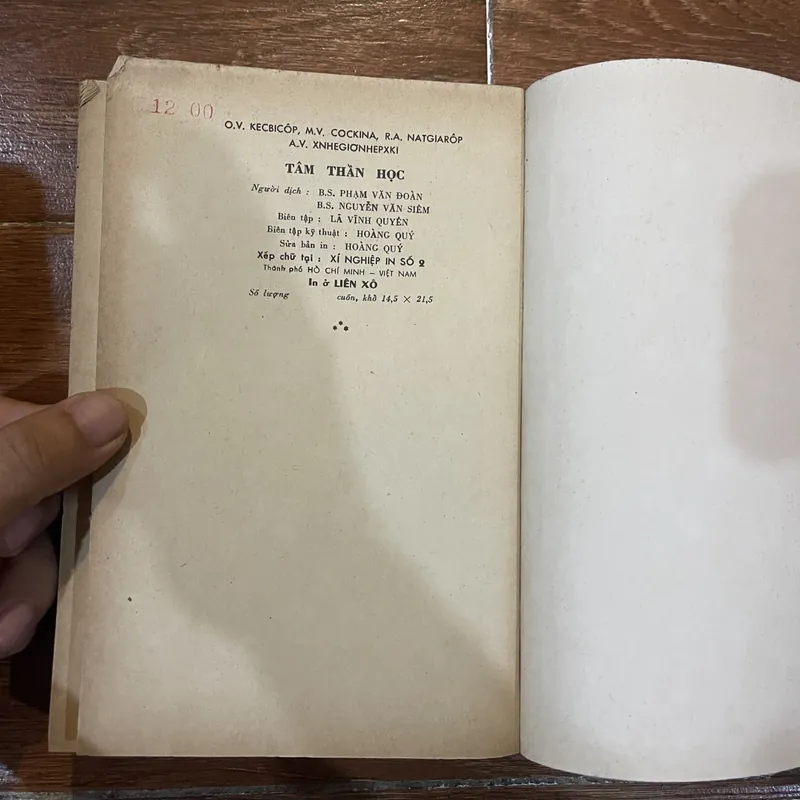 12 00
O.V. KECBICÔP, M.V. COCKINA, R.A. NATGIARÔP
A.V. XNHEGIƠNHEPXKI
TÂM THẦN HỌC
Người dịch : B.S. PHẠM VĂN ĐOÀN
B.S. NGUYỄN VĂN SIÊM
Biên tập : LÃ VĨNH QUYÊN
Biên tập kỹ thuật : HOÀNG QUÝ
Sửa bản in : HOÀNG QUÝ
Xếp chữ tại : XÍ NGHIỆP IN SỐ 2
Thành phố HỒ CHÍ MINH – VIỆT NAM
In ở LIÊN XÔ
Số lượng cuốn, khổ 14,5 × 21,5